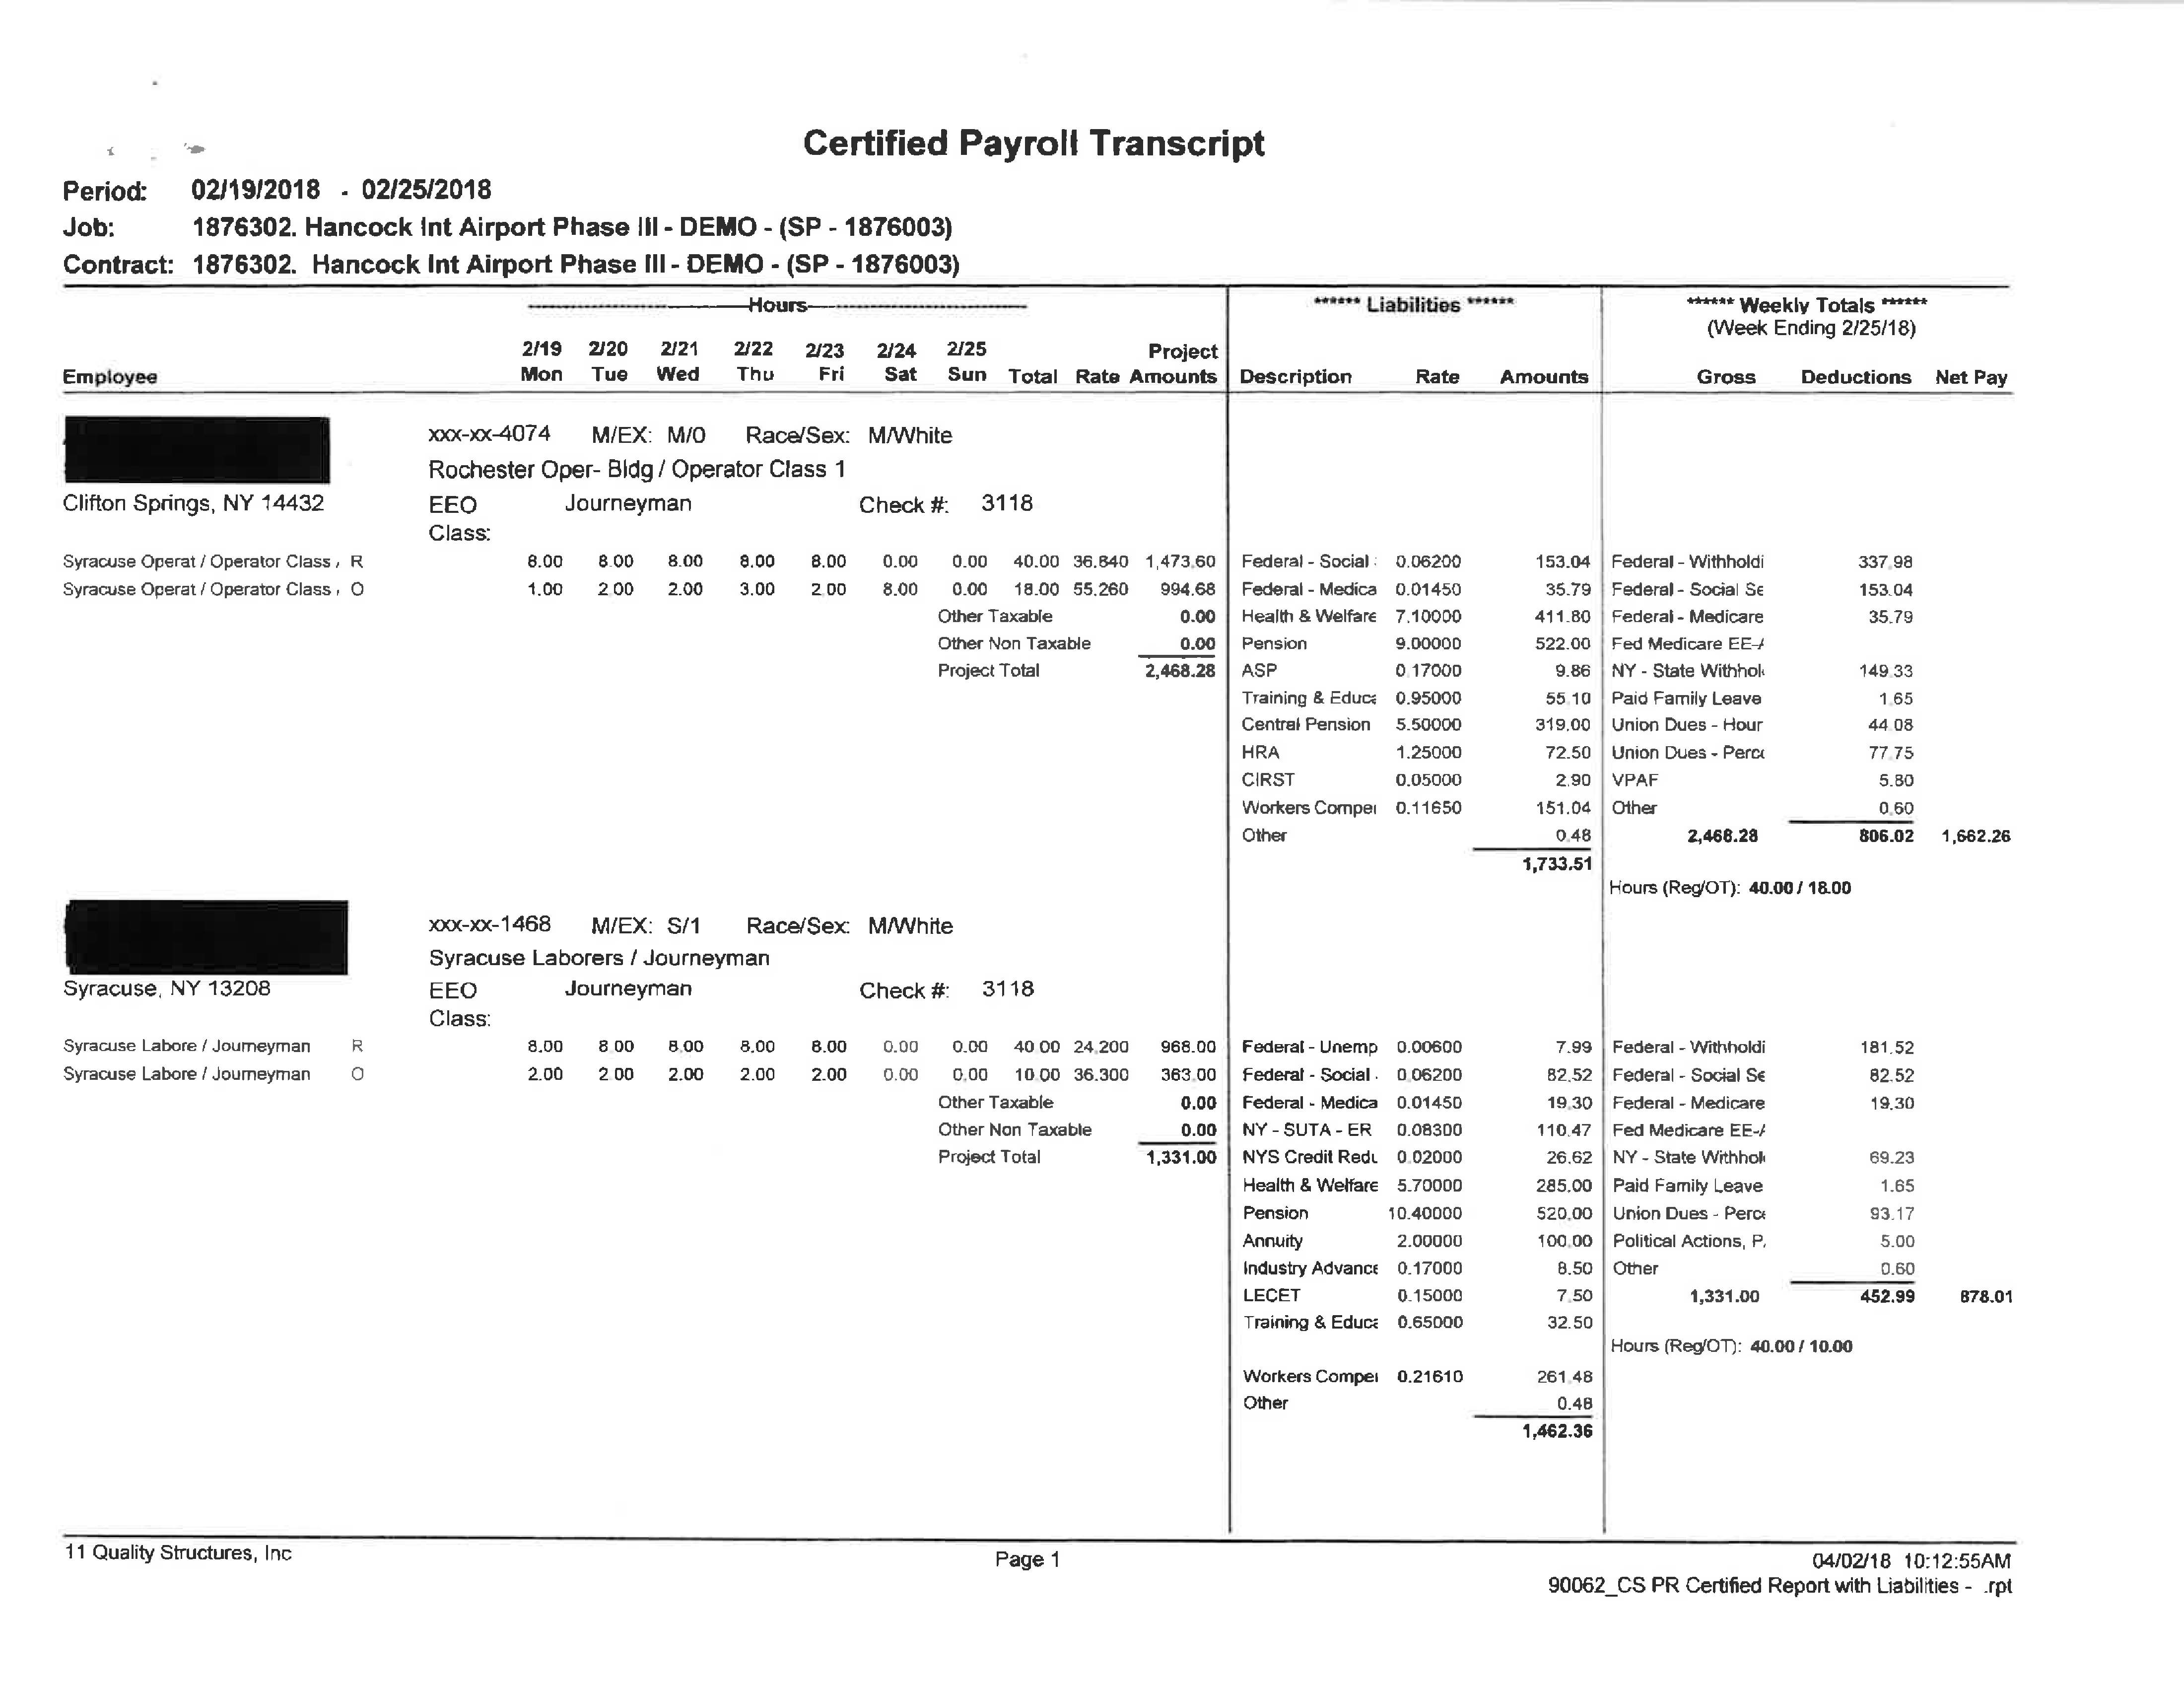 Certified Payroll Transcript
Period: 02/19/2018 - 02/25/2018
Job: 1876302. Hancock Int Airport Phase III - DEMO - (SP - 1876003)
Contract: 1876302. Hancock Int Airport Phase III - DEMO - (SP - 1876003)
Hours ****** Liabilities ****** ****** Weekly Totals ******
(Week Ending 2/25/18)
2/19 2/20 2/21 2/22 2/23 2/24 2/25 Project
Employee Mon Tue Wed Thu Fri Sat Sun Total Rate Amounts Description Rate Amounts Gross Deductions Net Pay
xxx-xx-4074 M/EX: M/0 Race/Sex: M/White
Rochester Oper- Bldg / Operator Class 1
Clifton Springs, NY 14432 EEO Journeyman Check #: 3118
Class:
Syracuse Operat / Operator Class , R 8.00 8.00 8.00 8.00 8.00 0.00 0.00 40.00 36.840 1,473.60 Federal - Social : 0.06200 153.04 Federal - Withholdi 337.98
Syracuse Operat / Operator Class , O 1.00 2.00 2.00 3.00 2.00 8.00 0.00 18.00 55.260 994.68 Federal - Medica 0.01450 35.79 Federal - Social Se 153.04
Other Taxable 0.00 Health & Welfare 7.10000 411.80 Federal - Medicare 35.79
Other Non Taxable 0.00 Pension 9.00000 522.00 Fed Medicare EE-A
Project Total 2,468.28 ASP 0.17000 9.86 NY - State Withhol 149.33
Training & Educa 0.95000 55.10 Paid Family Leave 1.65
Central Pension 5.50000 319.00 Union Dues - Hour 44.08
HRA 1.25000 72.50 Union Dues - Perce 77.75
CIRST 0.05000 2.90 VPAF 5.80
Workers Compei 0.11650 151.04 Other 0.60
Other 0.48 2,468.28 806.02 1,662.26
1,733.51
Hours (Reg/OT): 40.00 / 18.00
xxx-xx-1468 M/EX: S/1 Race/Sex: M/White
Syracuse Laborers / Journeyman
Syracuse, NY 13208 EEO Journeyman Check #: 3118
Class:
Syracuse Labore / Journeyman R 8.00 8.00 8.00 8.00 8.00 0.00 0.00 40.00 24.200 968.00 Federal - Unemp 0.00600 7.99 Federal - Withholdi 181.52
Syracuse Labore / Journeyman O 2.00 2.00 2.00 2.00 2.00 0.00 0.00 10.00 36.300 363.00 Federal - Social . 0.06200 82.52 Federal - Social Se 82.52
Other Taxable 0.00 Federal - Medica 0.01450 19.30 Federal - Medicare 19.30
Other Non Taxable 0.00 NY - SUTA - ER 0.08300 110.47 Fed Medicare EE-A
Project Total 1,331.00 NYS Credit Redu 0.02000 26.62 NY - State Withhol 69.23
Health & Welfare 5.70000 285.00 Paid Family Leave 1.65
Pension 10.40000 520.00 Union Dues - Perce 93.17
Annuity 2.00000 100.00 Political Actions, P. 5.00
Industry Advance 0.17000 8.50 Other 0.60
LECET 0.15000 7.50 1,331.00 452.99 878.01
Training & Educa 0.65000 32.50
Hours (Reg/OT): 40.00 / 10.00
Workers Compei 0.21610 261.48
Other 0.48
1,462.36
11 Quality Structures, Inc Page 1 04/02/18 10:12:55AM
90062_CS PR Certified Report with Liabilities - .rpt